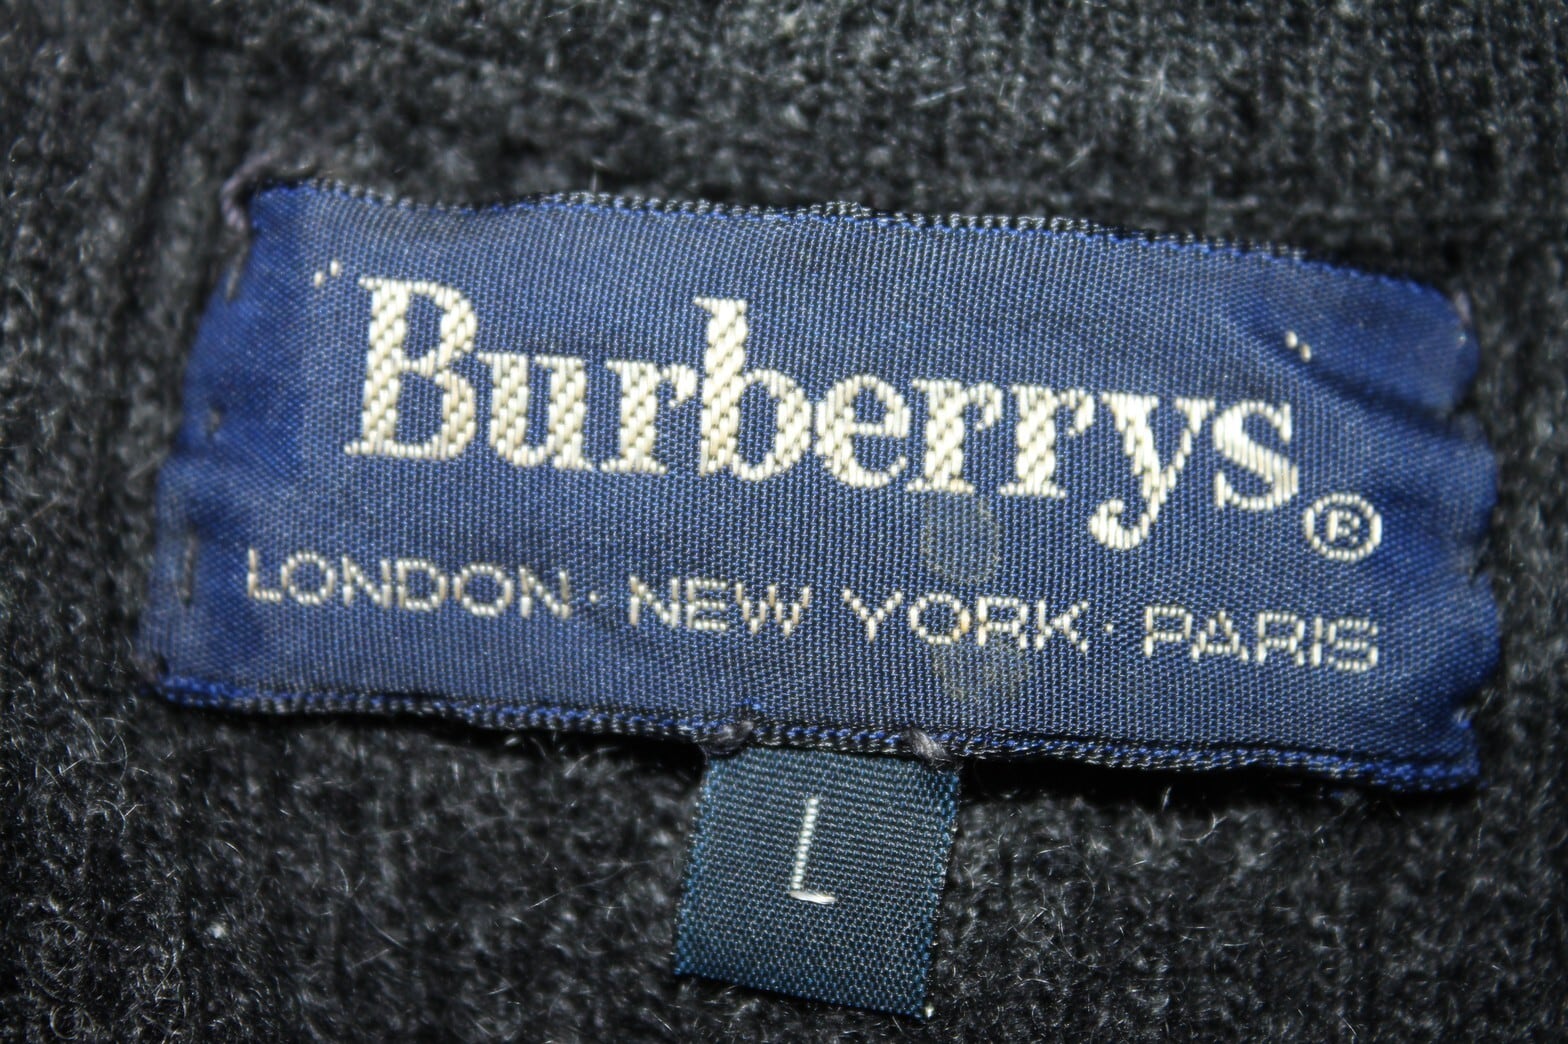 Burberrys®
LONDON · NEW YORK · PARIS
L